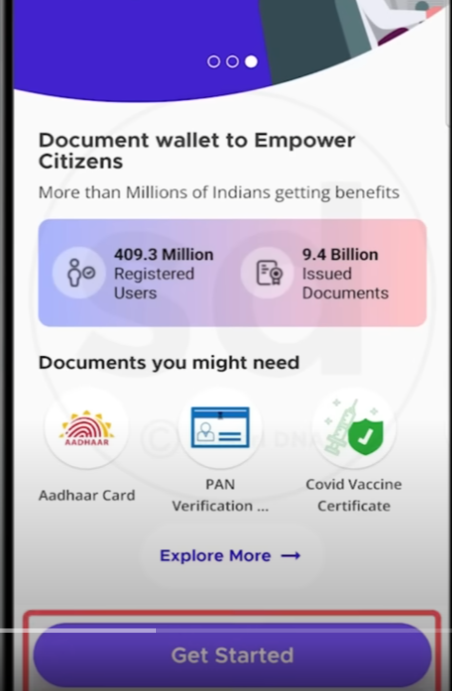 Document wallet to Empower
Citizens
More than Millions of Indians getting benefits
409.3 Million
Registered
Users
9.4 Billion
Issued
Documents
Documents you might need
AADHAAR
Aadhaar Card
PAN
Verification ...
Covid Vaccine
Certificate
Explore More →
Get Started